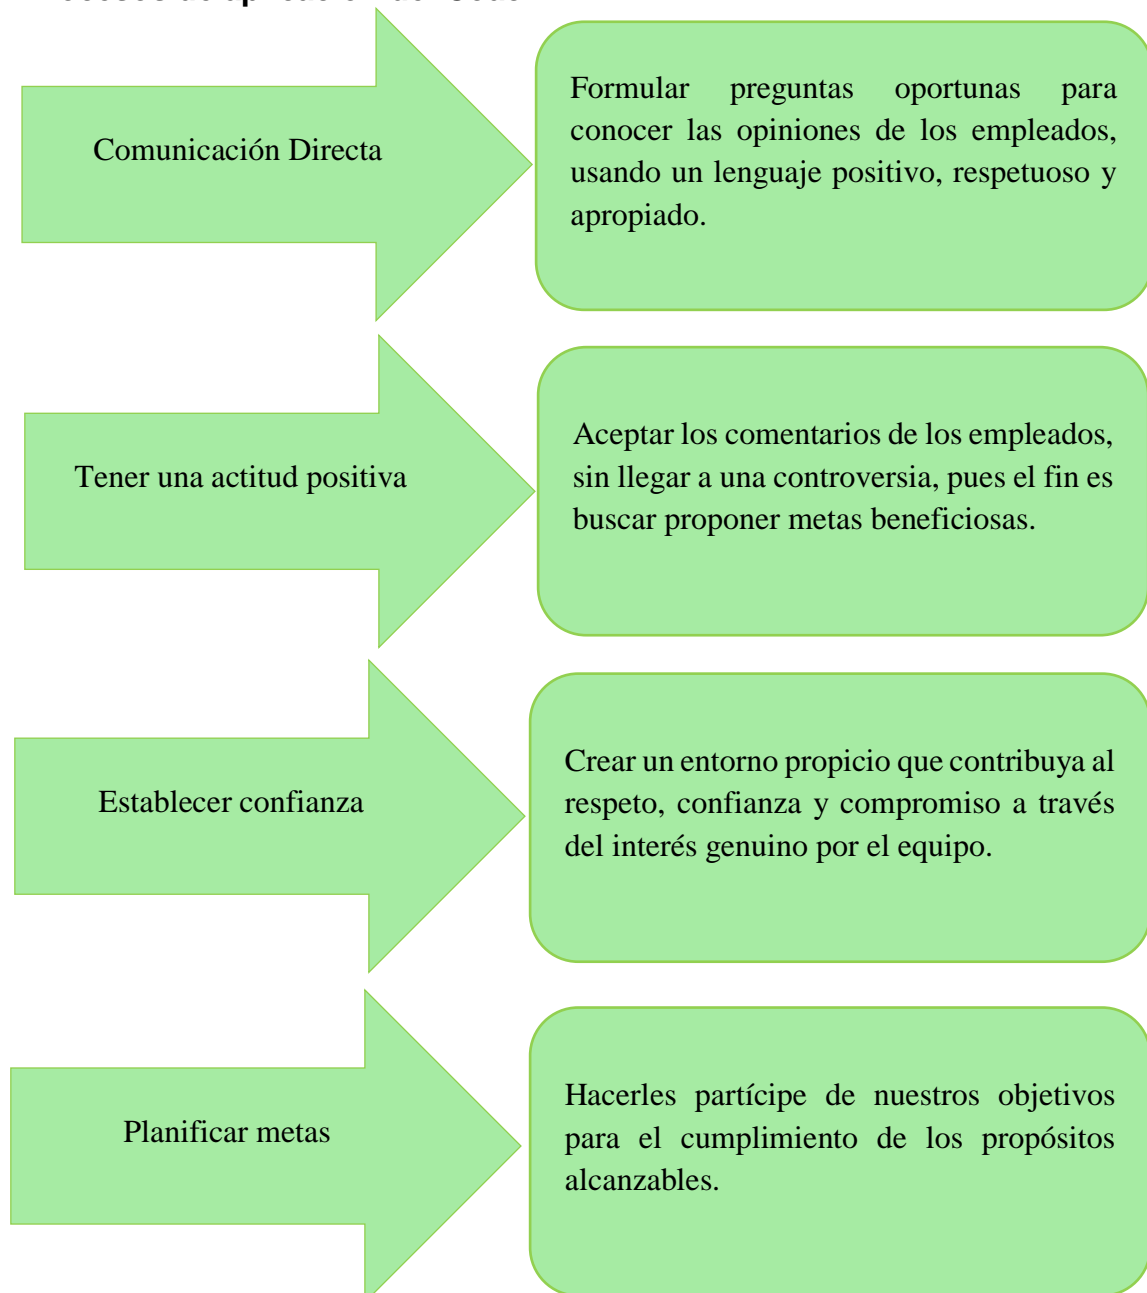 Comunicación Directa
Formular preguntas oportunas para
conocer las opiniones de los empleados,
usando un lenguaje positivo, respetuoso y
apropiado.
Tener una actitud positiva
Aceptar los comentarios de los empleados,
sin llegar a una controversia, pues el fin es
buscar proponer metas beneficiosas.
Establecer confianza
Crear un entorno propicio que contribuya al
respeto, confianza y compromiso a través
del interés genuino por el equipo.
Planificar metas
Hacerles partícipe de nuestros objetivos
para el cumplimiento de los propósitos
alcanzables.